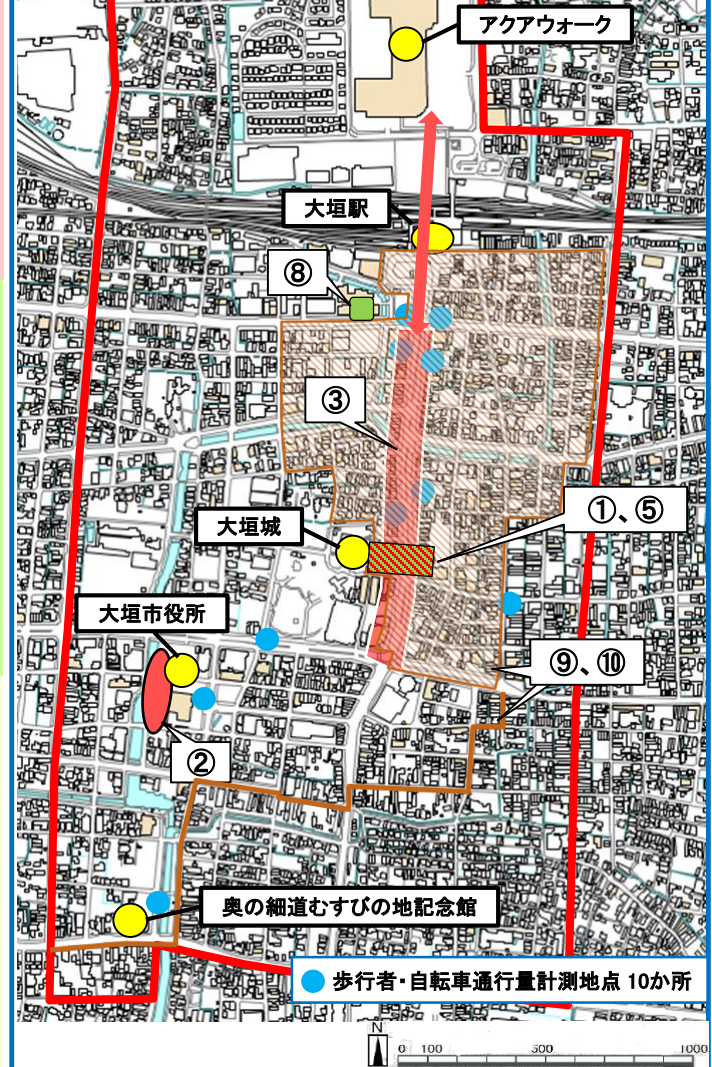 アクアウォーク
大垣駅
⑧
③
①、⑤
大垣城
大垣市役所
⑨、⑩
②
奥の細道むすびの地記念館
歩行者・自転車通行量計測地点 10か所
N
0 100 500 1000